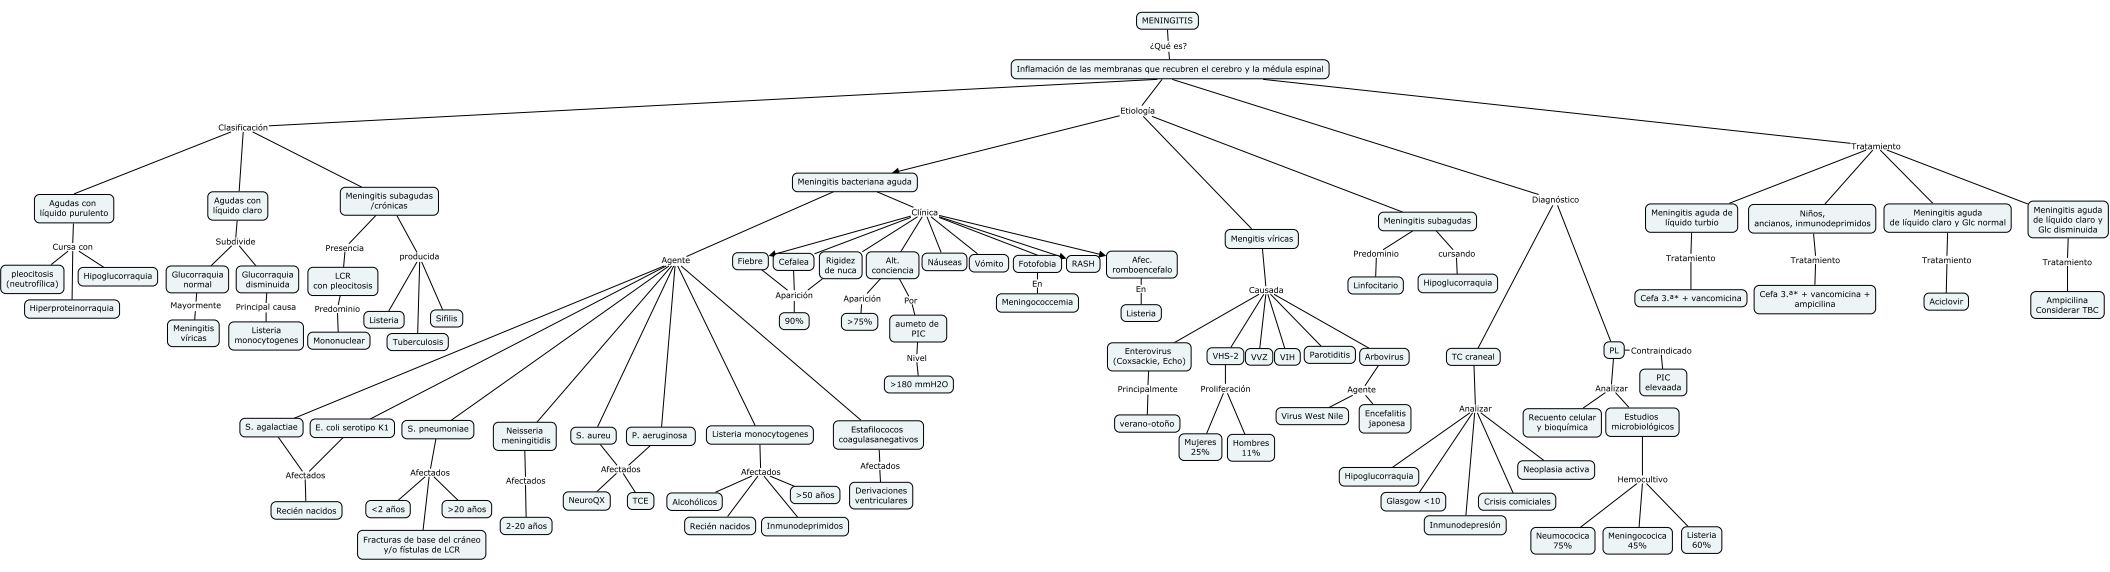 MENINGITIS
¿Qué es?
Inflamación de las membranas que recubren el cerebro y la médula espinal
Clasificación
Agudas con
líquido purulento
Cursa con
pleocitosis
(neutrofílica)
Hipoglucorraquia
Hiperproteinorraquia
Agudas con
líquido claro
Subdivide
Glucorraquia
normal
Mayormente
Meningitis
víricas
Glucorraquia
disminuida
Principal causa
Listeria
monocytogenes
Meningitis subagudas
/crónicas
Presencia
LCR
con pleocitosis
Predominio
Mononuclear
producida
Listeria
Tuberculosis
Sífilis
Etiología
Meningitis bacteriana aguda
Agente
S. agalactiae
E. coli serotipo K1
Afectados
Recién nacidos
S. pneumoniae
Afectados
<2 años
>20 años
Fracturas de base del cráneo
y/o fístulas de LCR
Neisseria
meningitidis
Afectados
2-20 años
S. aureu
P. aeruginosa
Afectados
NeuroQX
TCE
Listeria monocytogenes
Afectados
Alcohólicos
Recién nacidos
Inmunodeprimidos
>50 años
Estafilococos
coagulasanegativos
Afectados
Derivaciones
ventriculares
Clínica
Fiebre
Cefalea
Rigidez
de nuca
Aparición
90%
Alt.
conciencia
Aparición
>75%
Por
aumeto de
PIC
Nivel
>180 mmH2O
Náuseas
Vómito
Fotofobia
En
Meningococcemia
RASH
Afec.
romboencefalo
En
Listeria
Mengitis víricas
Causada
Enterovirus
(Coxsackie, Echo)
Principalmente
verano-otoño
VHS-2
Proliferación
Mujeres
25%
Hombres
11%
VVZ
VIH
Parotiditis
Arbovirus
Agente
Virus West Nile
Encefalitis
japonesa
Meningitis subagudas
Predominio
Linfocitario
cursando
Hipoglucorraquia
Diagnóstico
TC craneal
Analizar
Hipoglucorraquia
Glasgow <10
Inmunodepresión
Crisis comiciales
Neoplasia activa
PL
Contraindicado
PIC
elevaada
Analizar
Recuento celular
y bioquímica
Estudios
microbiológicos
Hemocultivo
Neumococica
75%
Meningococica
45%
Listeria
60%
Tratamiento
Meningitis aguda de
líquido turbio
Tratamiento
Cefa 3.ª* + vancomicina
Niños,
ancianos, inmunodeprimidos
Tratamiento
Cefa 3.ª* + vancomicina +
ampicilina
Meningitis aguda
de líquido claro y Glc normal
Tratamiento
Aciclovir
Meningitis aguda
de líquido claro y
Glc disminuida
Tratamiento
Ampicilina
Considerar TBC